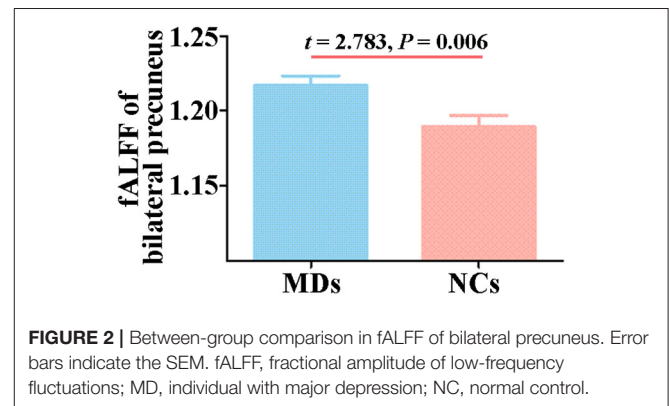 t = 2.783, P = 0.006
fALFF of
bilateral precuneus
1.25
1.20
1.15
MDs NCs
FIGURE 2 | Between-group comparison in fALFF of bilateral precuneus. Error
bars indicate the SEM. fALFF, fractional amplitude of low-frequency
fluctuations; MD, individual with major depression; NC, normal control.